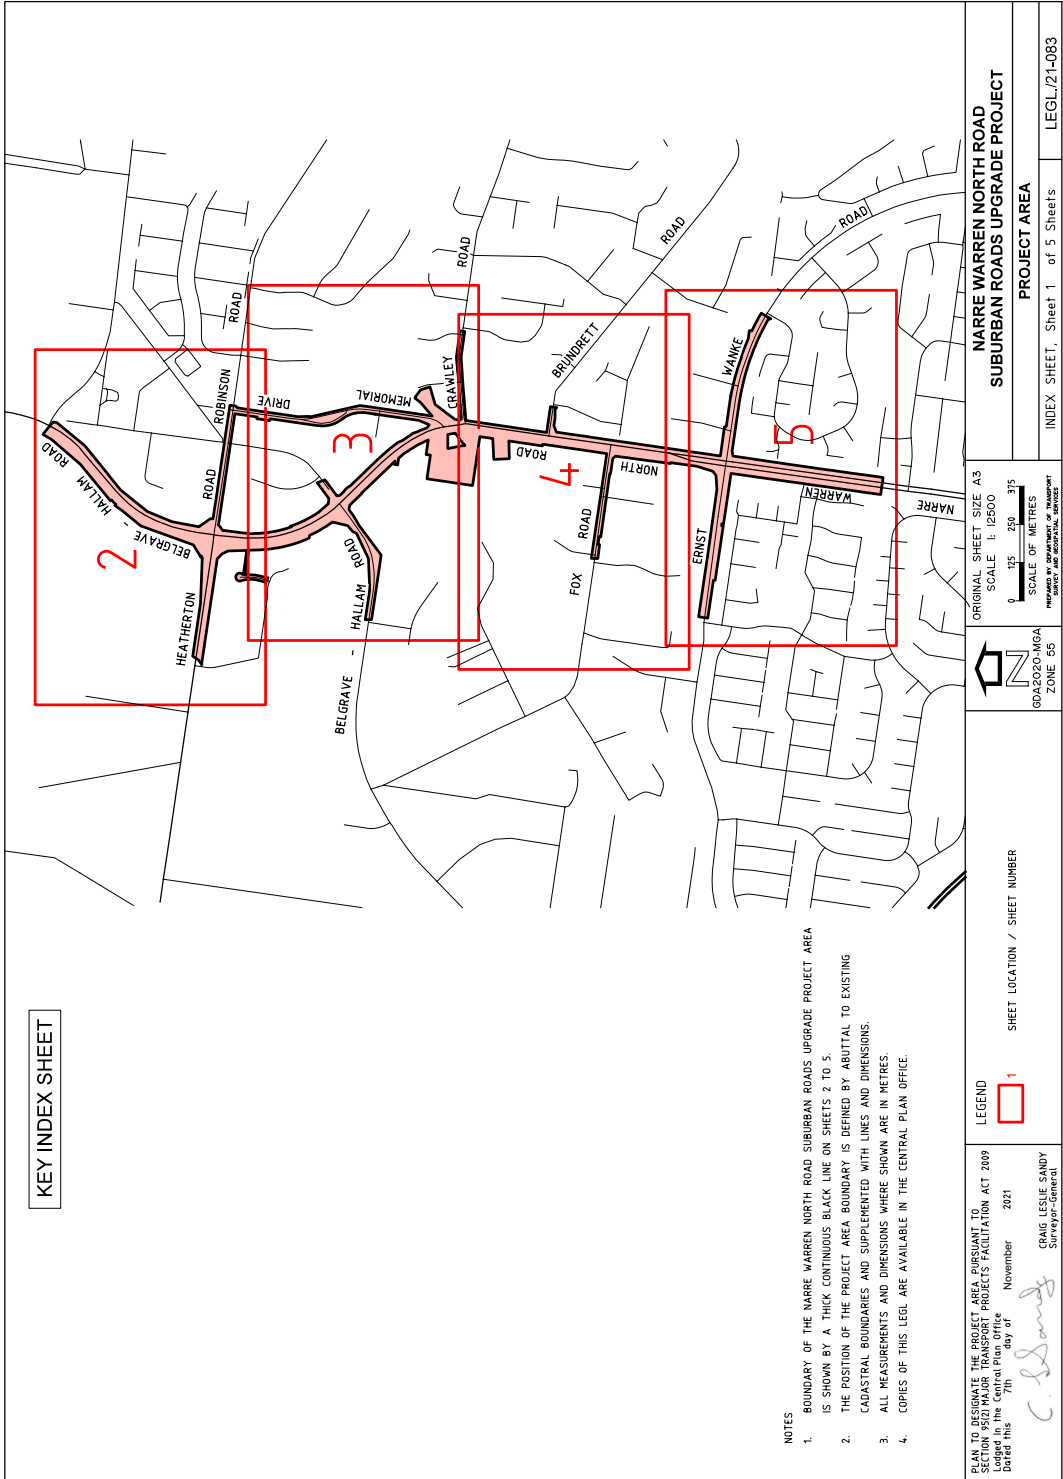 KEY INDEX SHEET
HEATHERTON
ROAD
BELGRAVE
-
HALLAM
ROAD
ROBINSON
ROAD
2
DRIVE
MEMORIAL
3
BELGRAVE
-
HALLAM
ROAD
CRAWLEY
ROAD
BRUNDRETT
ROAD
4
FOX
ROAD
ROAD
NORTH
WARREN
NARRE
ERNST
WANKE
ROAD
5
NOTES
1. BOUNDARY OF THE NARRE WARREN NORTH ROAD SUBURBAN ROADS UPGRADE PROJECT AREA
IS SHOWN BY A THICK CONTINUOUS BLACK LINE ON SHEETS 2 TO 5.
2. THE POSITION OF THE PROJECT AREA BOUNDARY IS DEFINED BY ABUTTAL TO EXISTING
CADASTRAL BOUNDARIES AND SUPPLEMENTED WITH LINES AND DIMENSIONS.
3. ALL MEASUREMENTS AND DIMENSIONS WHERE SHOWN ARE IN METRES.
4. COPIES OF THIS LEGL ARE AVAILABLE IN THE CENTRAL PLAN OFFICE.
PLAN TO DESIGNATE THE PROJECT AREA PURSUANT TO
SECTION 95(2) MAJOR TRANSPORT PROJECTS FACILITATION ACT 2009
Lodged in the Central Plan Office
Dated this 7th day of November 2021
C. L Sandy
CRAIG LESLIE SANDY
Surveyor-General
LEGEND
1
SHEET LOCATION / SHEET NUMBER
N
GDA2020-MGA
ZONE 55
ORIGINAL SHEET SIZE A3
SCALE 1: 12500
0 125 250 375
SCALE OF METRES
PREPARED BY DEPARTMENT OF TRANSPORT
SURVEY AND GEOSPATIAL SERVICES
NARRE WARREN NORTH ROAD
SUBURBAN ROADS UPGRADE PROJECT
PROJECT AREA
INDEX SHEET, Sheet 1 of 5 Sheets
LEGL./21-083